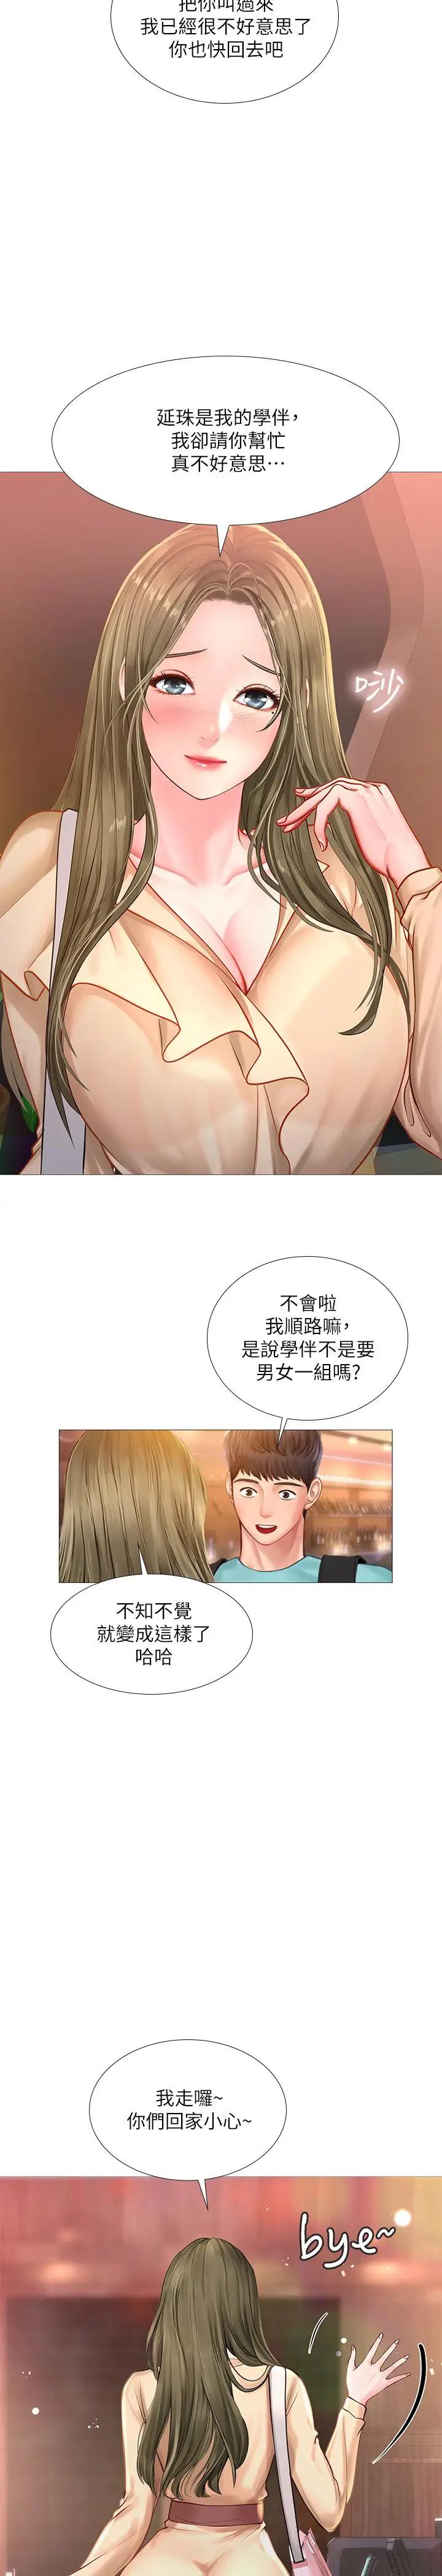 把你叫過來
我已經很不好意思了
你也快回去吧
延珠是我的學伴，
我卻請你幫忙
真不好意思…
唦
不會啦
我順路嘛，
是說學伴不是要
男女一組嗎?
不知不覺
就變成這樣了
哈哈
我走囉~
你們回家小心~
bye~